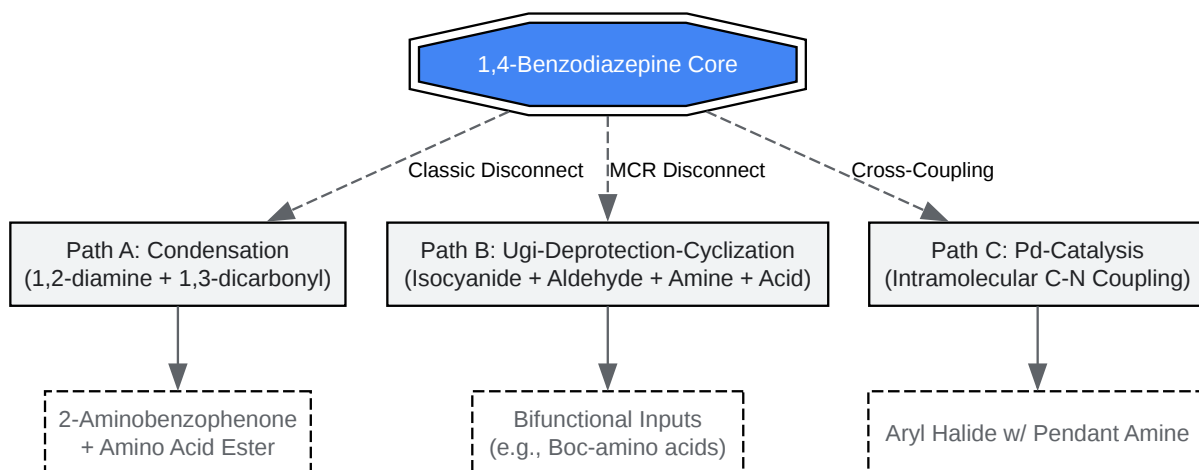 1,4-Benzodiazepine Core
Classic Disconnect
MCR Disconnect
Cross-Coupling
Path A: Condensation
(1,2-diamine + 1,3-dicarbonyl)
Path B: Ugi-Deprotection-Cyclization
(Isocyanide + Aldehyde + Amine + Acid)
Path C: Pd-Catalysis
(Intramolecular C-N Coupling)
2-Aminobenzophenone
+ Amino Acid Ester
Bifunctional Inputs
(e.g., Boc-amino acids)
Aryl Halide w/ Pendant Amine